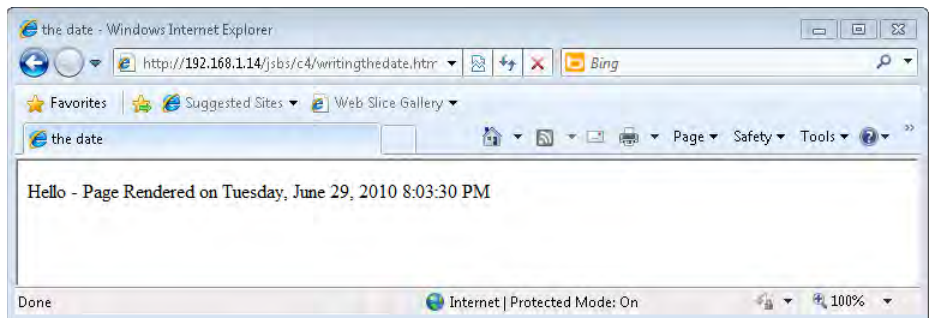 the date - Windows Internet Explorer
http://192.168.1.14/jsbs/c4/writingthedate.htm
Bing
Favorites Suggested Sites Web Slice Gallery
the date Page Safety Tools
Hello - Page Rendered on Tuesday, June 29, 2010 8:03:30 PM
Done Internet | Protected Mode: On 100%